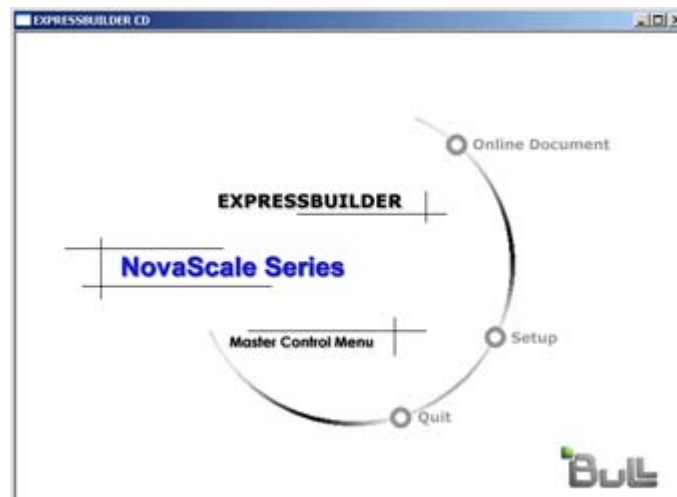 EXPRESSBUILDER CD
Online Document
EXPRESSBUILDER
NovaScale Series
Setup
Master Control Menu
Quit
Bull